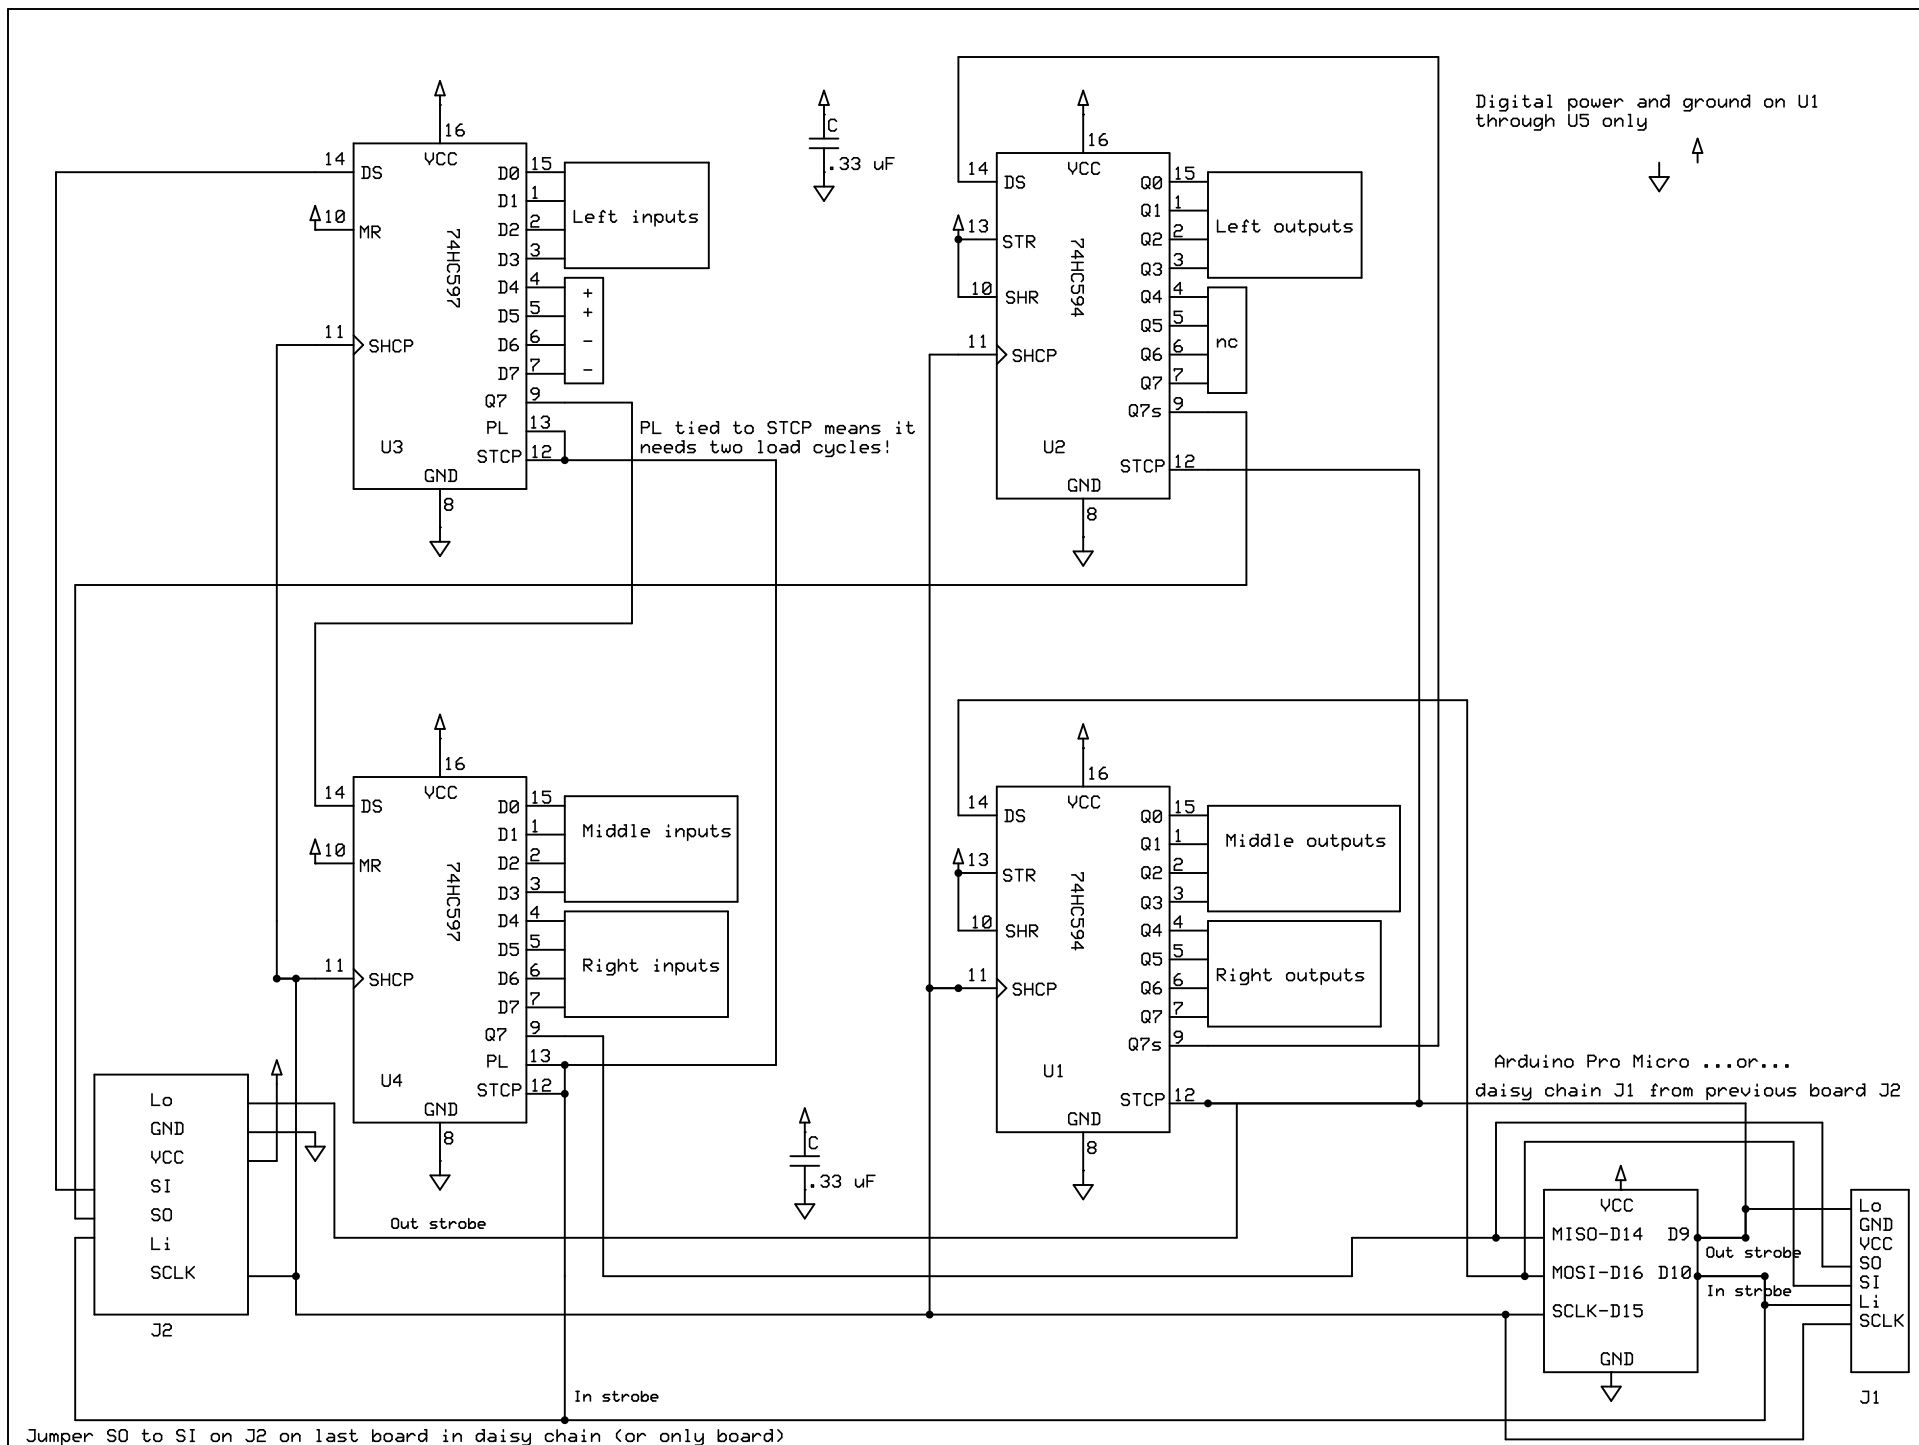 Digital power and ground on U1
through U5 only
16
VCC
14 DS
10 MR
11 SHCP
74HC597
D0 15
D1 1
D2 2
D3 3
D4 4
D5 5
D6 6
D7 7
Q7 9
PL 13
STCP 12
U3
GND
8
Left inputs
+
+
-
-
PL tied to STCP means it
needs two load cycles!
C
.33 uF
16
VCC
14 DS
13 STR
10 SHR
11 SHCP
74HC594
Q0 15
Q1 1
Q2 2
Q3 3
Q4 4
Q5 5
Q6 6
Q7 7
Q7s 9
STCP 12
U2
GND
8
Left outputs
nc
16
VCC
14 DS
10 MR
11 SHCP
74HC597
D0 15
D1 1
D2 2
D3 3
D4 4
D5 5
D6 6
D7 7
Q7 9
PL 13
STCP 12
U4
GND
8
Middle inputs
Right inputs
C
.33 uF
16
VCC
14 DS
13 STR
10 SHR
11 SHCP
74HC594
Q0 15
Q1 1
Q2 2
Q3 3
Q4 4
Q5 5
Q6 6
Q7 7
Q7s 9
STCP 12
U1
GND
8
Middle outputs
Right outputs
Arduino Pro Micro ...or...
daisy chain J1 from previous board J2
Lo
GND
VCC
SI
SO
Li
SCLK
J2
Out strobe
In strobe
VCC
MISO-D14 D9
MOSI-D16 D10
SCLK-D15
GND
Out strobe
In strobe
Lo
GND
VCC
SO
SI
Li
SCLK
J1
Jumper SO to SI on J2 on last board in daisy chain (or only board)